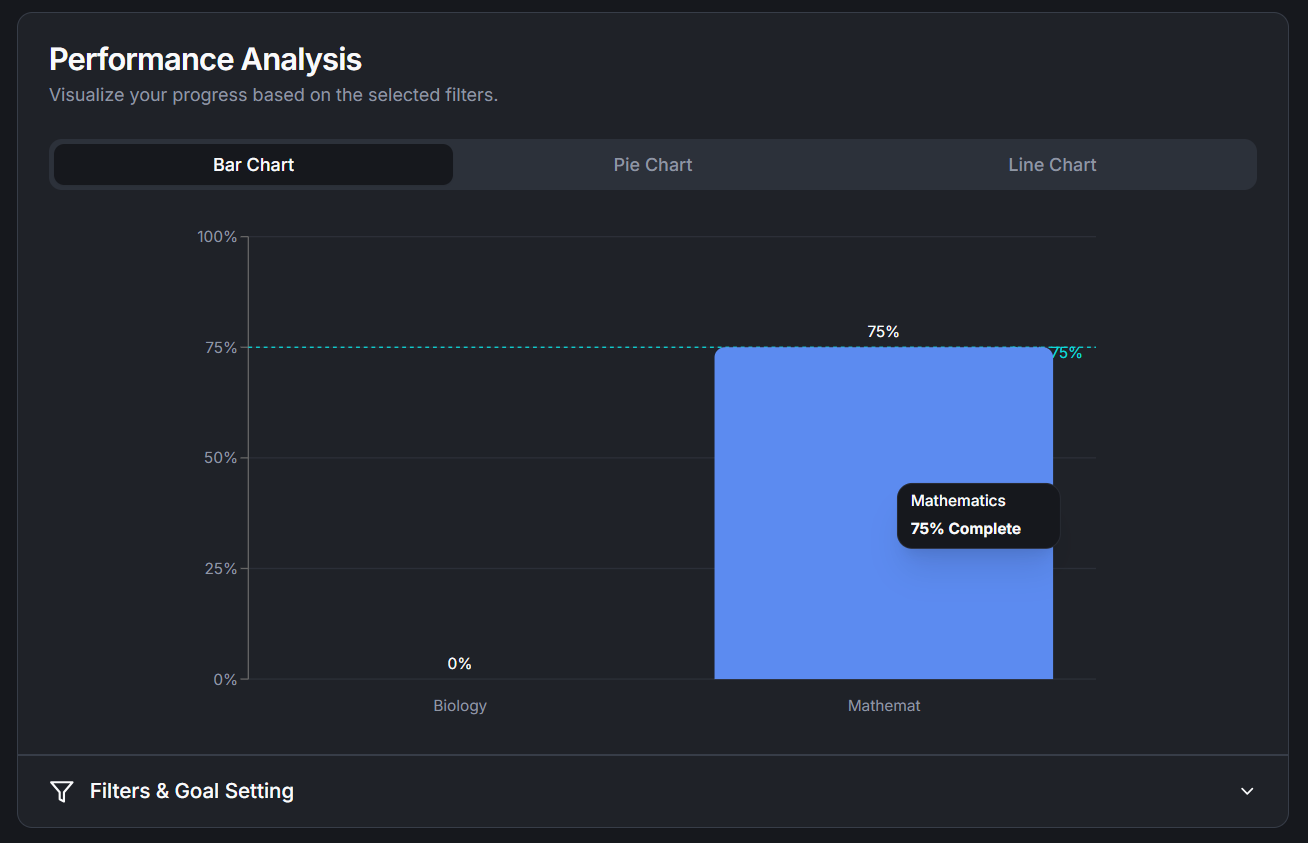 Performance Analysis
Visualize your progress based on the selected filters.
Bar Chart
Pie Chart
Line Chart
100%
75%
75%
75%
50%
Mathematics
75% Complete
25%
0%
0%
Biology
Mathemat
Filters & Goal Setting